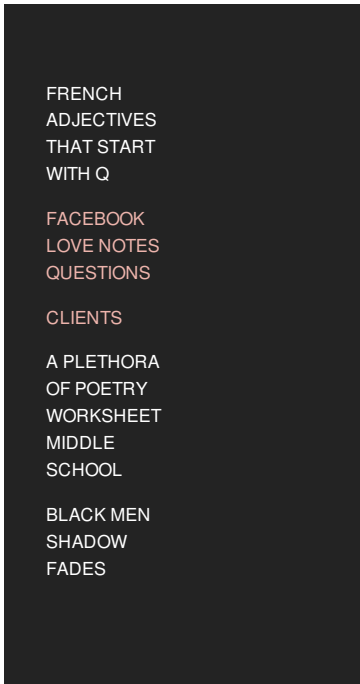 FRENCH
ADJECTIVES
THAT START
WITH Q
FACEBOOK
LOVE NOTES
QUESTIONS
CLIENTS
A PLETHORA
OF POETRY
WORKSHEET
MIDDLE
SCHOOL
BLACK MEN
SHADOW
FADES